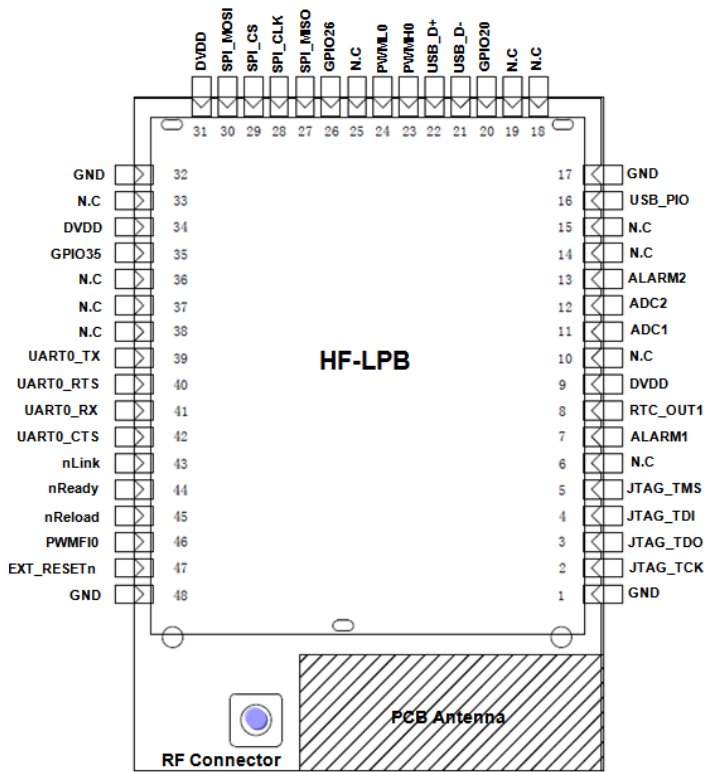 DVDD SPI_MOSI SPI_CS SPI_CLK SPI_MISO GPIO26 N.C PWML0 PWMH0 USB_D+ USB_D- GPIO20 N.C N.C
31 30 29 28 27 26 25 24 23 22 21 20 19 18
GND 32 17 GND
N.C 33 16 USB_PIO
DVDD 34 15 N.C
GPIO35 35 14 N.C
N.C 36 13 ALARM2
N.C 37 12 ADC2
N.C 38 11 ADC1
UART0_TX 39 HF-LPB 10 N.C
UART0_RTS 40 9 DVDD
UART0_RX 41 8 RTC_OUT1
UART0_CTS 42 7 ALARM1
nLink 43 6 N.C
nReady 44 5 JTAG_TMS
nReload 45 4 JTAG_TDI
PWMFI0 46 3 JTAG_TDO
EXT_RESETn 47 2 JTAG_TCK
GND 48 1 GND
PCB Antenna
RF Connector